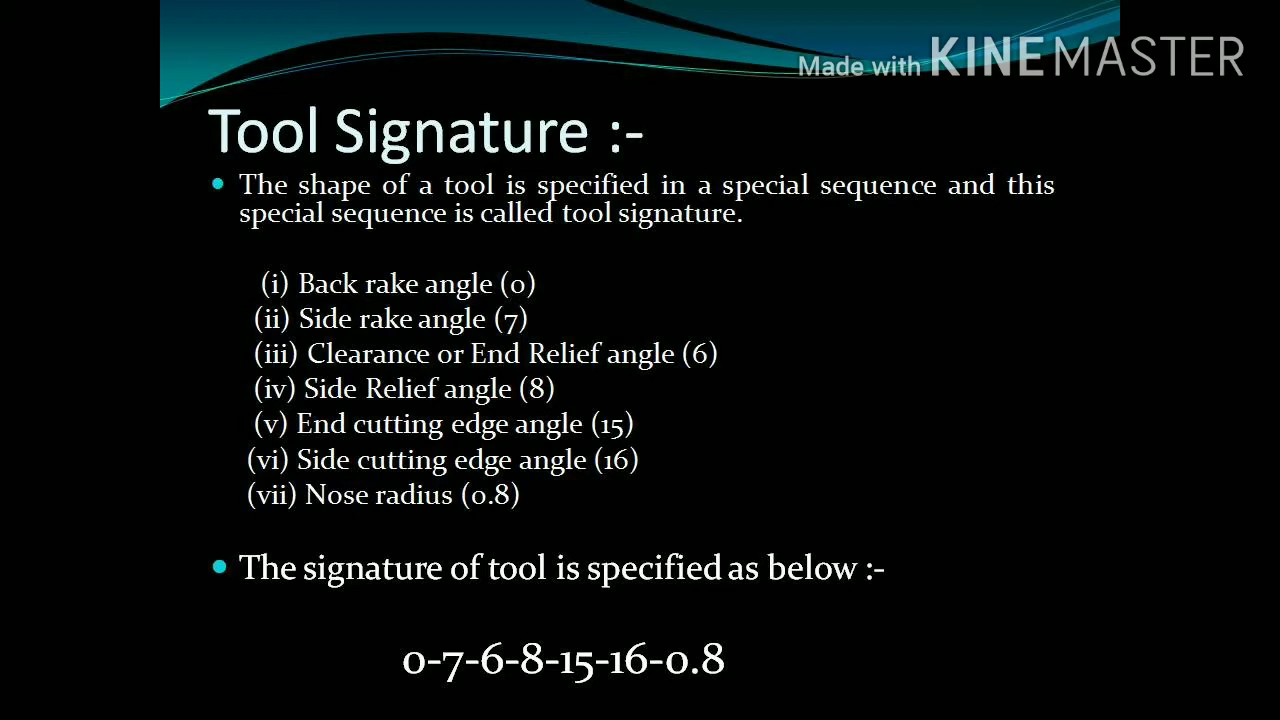 Made with KINEMASTER
Tool Signature :-
• The shape of a tool is specified in a special sequence and this
special sequence is called tool signature.
(i) Back rake angle (0)
(ii) Side rake angle (7)
(iii) Clearance or End Relief angle (6)
(iv) Side Relief angle (8)
(v) End cutting edge angle (15)
(vi) Side cutting edge angle (16)
(vii) Nose radius (0.8)
• The signature of tool is specified as below :-
0-7-6-8-15-16-0.8